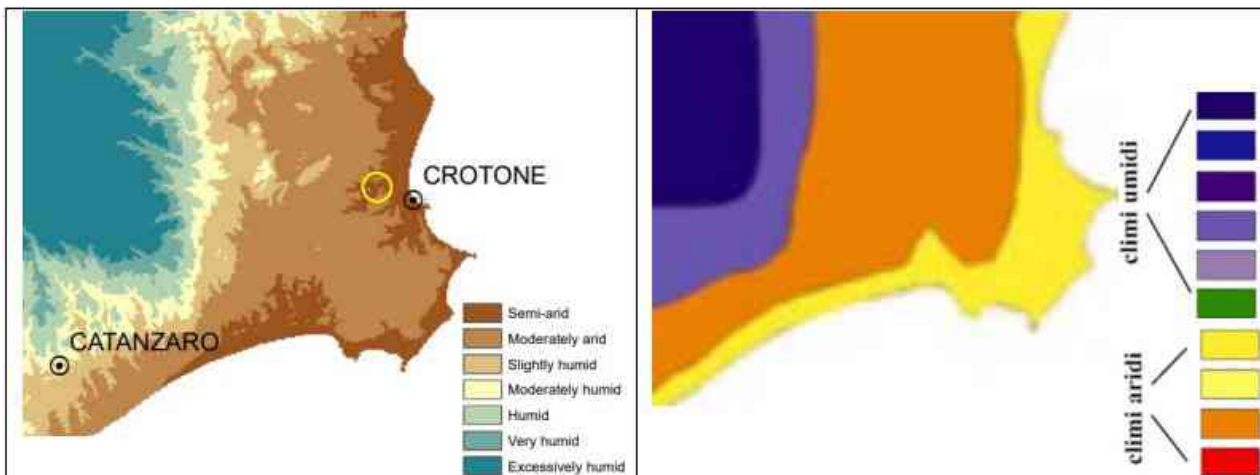 CROTONE
CATANZARO
Semi-arid
Moderately arid
Slightly humid
Moderately humid
Humid
Very humid
Excessively humid
climi umidi
climi aridi